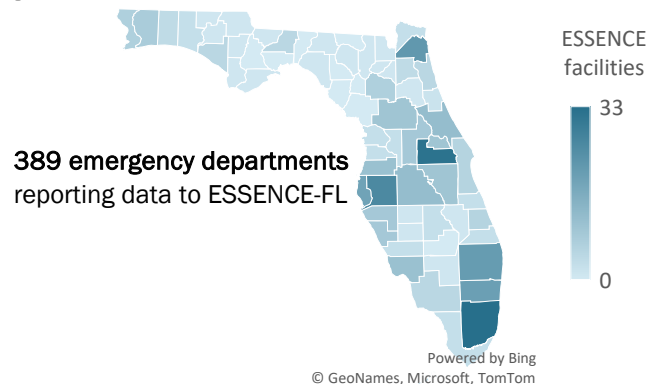 ESSENCE
facilities
33
389 emergency departments
reporting data to ESSENCE-FL
0
Powered by Bing
© GeoNames, Microsoft, TomTom